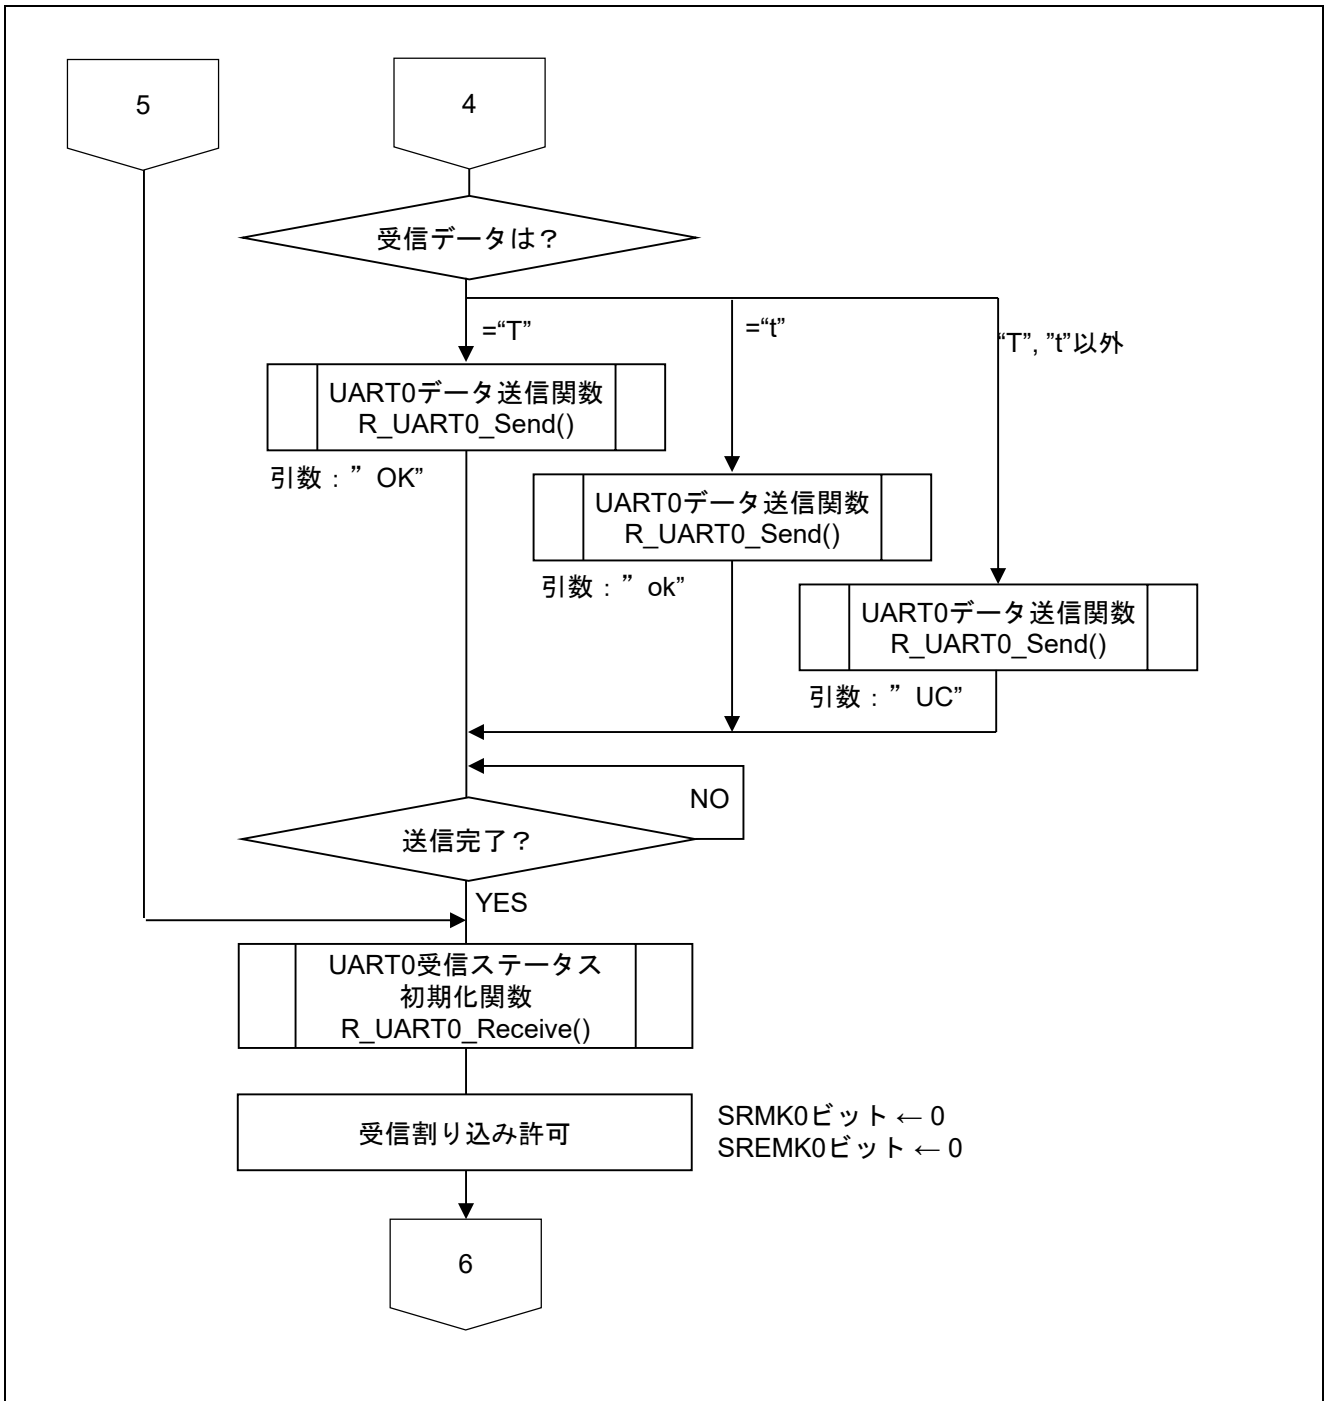 5
4
受信データは？
=“T”
=“t”
“T”, ”t”以外
UART0データ送信関数
R_UART0_Send()
引数：”OK”
UART0データ送信関数
R_UART0_Send()
引数：”ok”
UART0データ送信関数
R_UART0_Send()
引数：”UC”
NO
送信完了？
YES
UART0受信ステータス
初期化関数
R_UART0_Receive()
受信割り込み許可
SRMK0ビット ← 0
SREMK0ビット ← 0
6